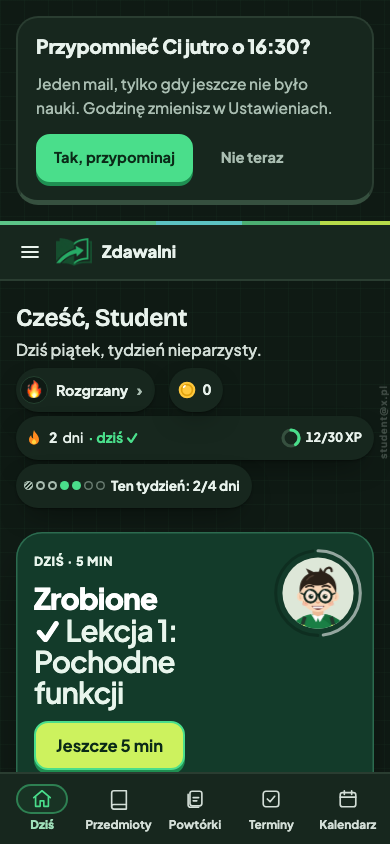 Przypomnieć Ci jutro o 16:30?
Jeden mail, tylko gdy jeszcze nie było
nauki. Godzinę zmienisz w Ustawieniach.
Tak, przypominaj
Nie teraz
Zdawalni
Cześć, Student
Dziś piątek, tydzień nieparzysty.
Rozgrzany ›
0
2 dni · dziś ✓
12/30 XP
Ten tydzień: 2/4 dni
student@x.pl
DZIŚ · 5 MIN
Zrobione
✓ Lekcja 1:
Pochodne
funkcji
Jeszcze 5 min
Dziś
Przedmioty
Powtórki
Terminy
Kalendarz